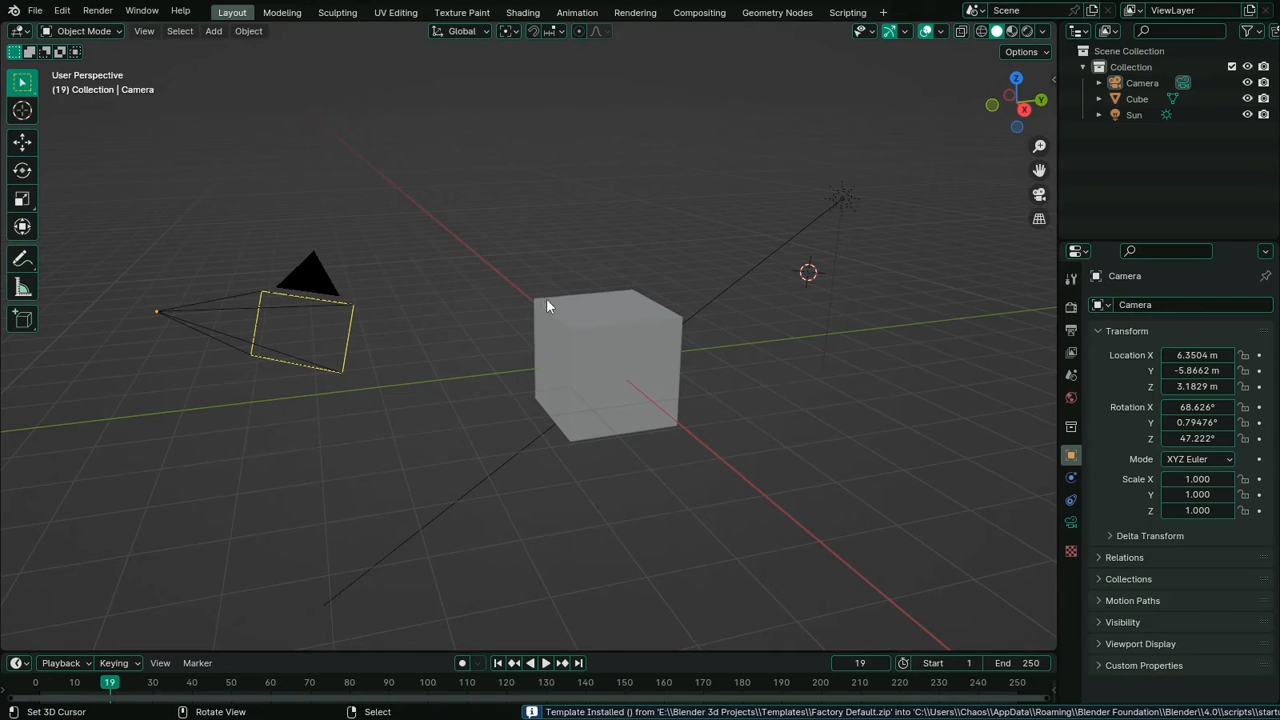 File Edit Render Window Help Layout Modeling Sculpting UV Editing Texture Paint Shading Animation Rendering Compositing Geometry Nodes Scripting + Scene ViewLayer
Object Mode View Select Add Object Global
Options
User Perspective
(19) Collection | Camera
Z
Y
X
Scene Collection
Collection
Camera
Cube
Sun
Camera
Camera
Transform
Location X 6.3504 m
Y -5.8662 m
Z 3.1829 m
Rotation X 68.626°
Y 0.79476°
Z 47.222°
Mode XYZ Euler
Scale X 1.000
Y 1.000
Z 1.000
Delta Transform
Relations
Collections
Motion Paths
Visibility
Viewport Display
Custom Properties
Playback Keying View Marker 19 Start 1 End 250
0 10 19 30 40 50 60 70 80 90 100 110 120 130 140 150 160 170 180 190 200 210 220 230 240 250
Set 3D Cursor Rotate View Select Template Installed () from 'E:\\Blender 3d Projects\\Templates\\Factory Default.zip' into 'C:\\Users\\Chaos\\AppData\\Roaming\\Blender Foundation\\Blender\\4.0\\scripts\\start